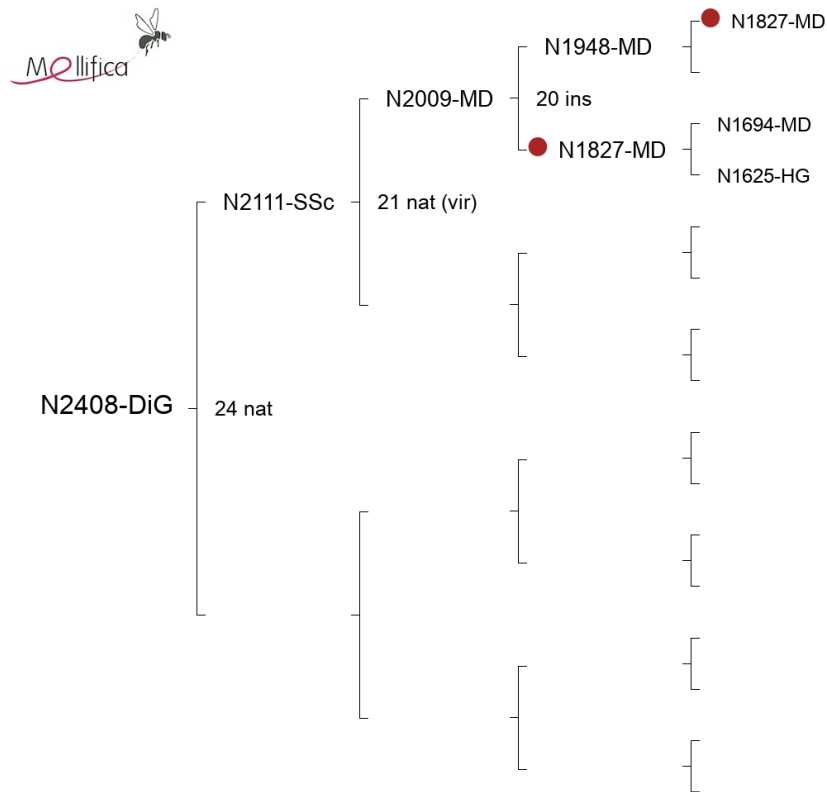 Mellifica
N1827-MD
N1948-MD
N2009-MD
20 ins
N1694-MD
N1827-MD
N1625-HG
N2111-SSc
21 nat (vir)
N2408-DiG
24 nat